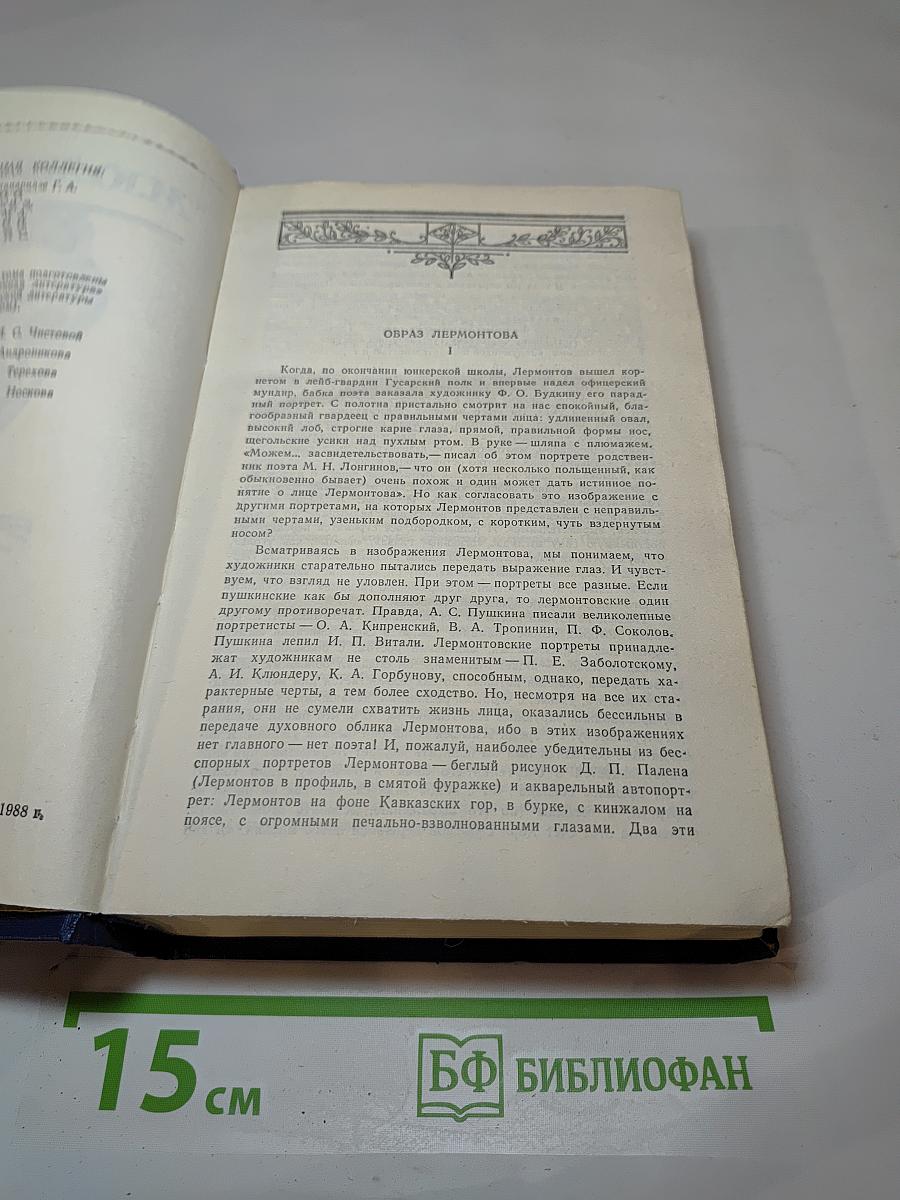 КОЛЛЕГИЯ:
Г. А.
тома подготовлены
литература
литературы
С. Чистовой
Андроникова
Терехова
Носкова
1988 г.
ОБРАЗ ЛЕРМОНТОВА
I
Когда, по окончании юнкерской школы, Лермонтов вышел кор-
нетом в лейб-гвардии Гусарский полк и впервые надел офицерский
мундир, бабка поэта заказала художнику Ф. О. Будкину его парад-
ный портрет. С полотна пристально смотрит на нас спокойный, бла-
гообразный гвардеец с правильными чертами лица: удлиненный овал,
высокий лоб, строгие карие глаза, прямой, правильной формы нос,
щегольские усики над пухлым ртом. В руке — шляпа с плюмажем.
«Можем... засвидетельствовать,— писал об этом портрете родствен-
ник поэта М. Н. Лонгинов,— что он (хотя несколько польщенный, как
обыкновенно бывает) очень похож и один может дать истинное по-
нятие о лице Лермонтова». Но как согласовать это изображение с
другими портретами, на которых Лермонтов представлен с неправиль-
ными чертами, узеньким подбородком, с коротким, чуть вздернутым
носом?
Всматриваясь в изображения Лермонтова, мы понимаем, что
художники старательно пытались передать выражение глаз. И чувст-
вуем, что взгляд не уловлен. При этом — портреты все разные. Если
пушкинские как бы дополняют друг друга, то лермонтовские один
другому противоречат. Правда, А. С. Пушкина писали великолепные
портретисты — О. А. Кипренский, В. А. Тропинин, П. Ф. Соколов.
Пушкина лепил И. П. Витали. Лермонтовские портреты принадле-
жат художникам не столь знаменитым — П. Е. Заболотскому,
А. И. Клюндеру, К. А. Горбунову, способным, однако, передать ха-
рактерные черты, а тем более сходство. Но, несмотря на все их ста-
рания, они не сумели схватить жизнь лица, оказались бессильны в
передаче духовного облика Лермонтова, ибо в этих изображениях
нет главного — нет поэта! И, пожалуй, наиболее убедительны из бес-
спорных портретов Лермонтова — беглый рисунок Д. П. Палена
(Лермонтов в профиль, в смятой фуражке) и акварельный автопорт-
рет: Лермонтов на фоне Кавказских гор, в бурке, с кинжалом на
поясе, с огромными печально-взволнованными глазами. Два эти
15 см
БФ БИБЛИОФАН